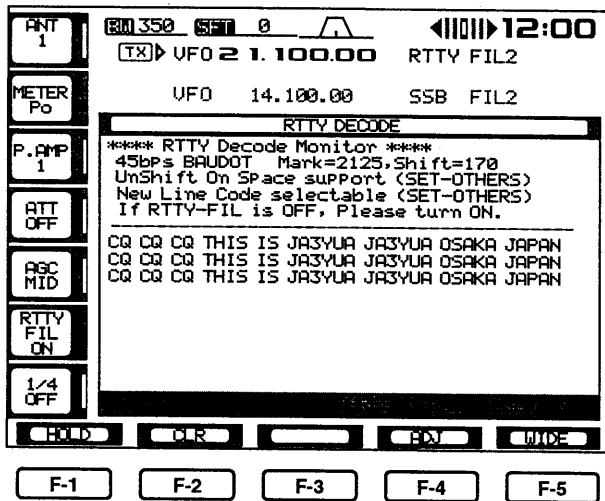 ANT
1
BW 350 SFT 0 12:00
TX VFO 21.100.00 RTTY FIL2
METER
Po
VFO 14.100.00 SSB FIL2
RTTY DECODE
P.AMP
1
**** RTTY Decode Monitor ****
45bps BAUDOT Mark=2125,Shift=170
UnShift On Space support (SET-OTHERS)
New Line Code selectable (SET-OTHERS)
If RTTY-FIL is OFF, Please turn ON.
ATT
OFF
CQ CQ CQ THIS IS JA3YUA JA3YUA OSAKA JAPAN
CQ CQ CQ THIS IS JA3YUA JA3YUA OSAKA JAPAN
CQ CQ CQ THIS IS JA3YUA JA3YUA OSAKA JAPAN
AGC
MID
RTTY
FIL
ON
1/4
OFF
HOLD CLR ADJ WIDE
F-1 F-2 F-3 F-4 F-5